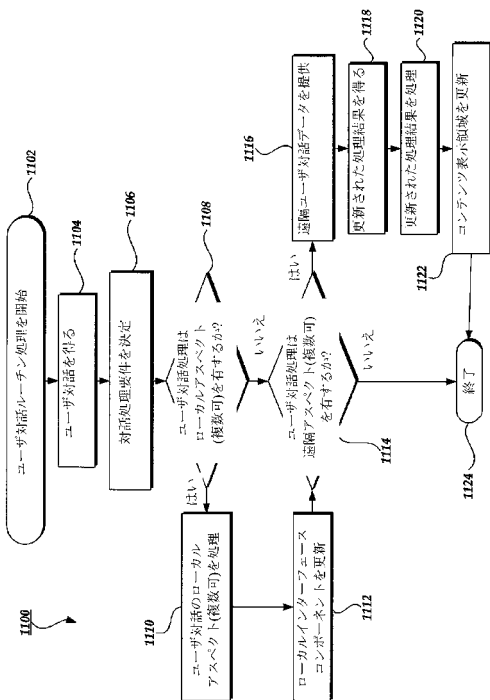 1100
ユーザ対話ルーチン処理を開始
1102
ユーザ対話を得る
1104
対話処理要件を決定
1106
ユーザ対話処理は
ローカルアスペクト
(複数可)を有するか?
1108
はい
いいえ
ユーザ対話のローカル
アスペクト(複数可)を処理
1110
ローカルインターフェース
コンポーネントを更新
1112
ユーザ対話処理は
遠隔アスペクト(複数可)
を有するか?
1114
はい
いいえ
遠隔ユーザ対話データを提供
1116
更新された処理結果を得る
1118
更新された処理結果を処理
1120
コンテンツ表示領域を更新
1122
終了
1124